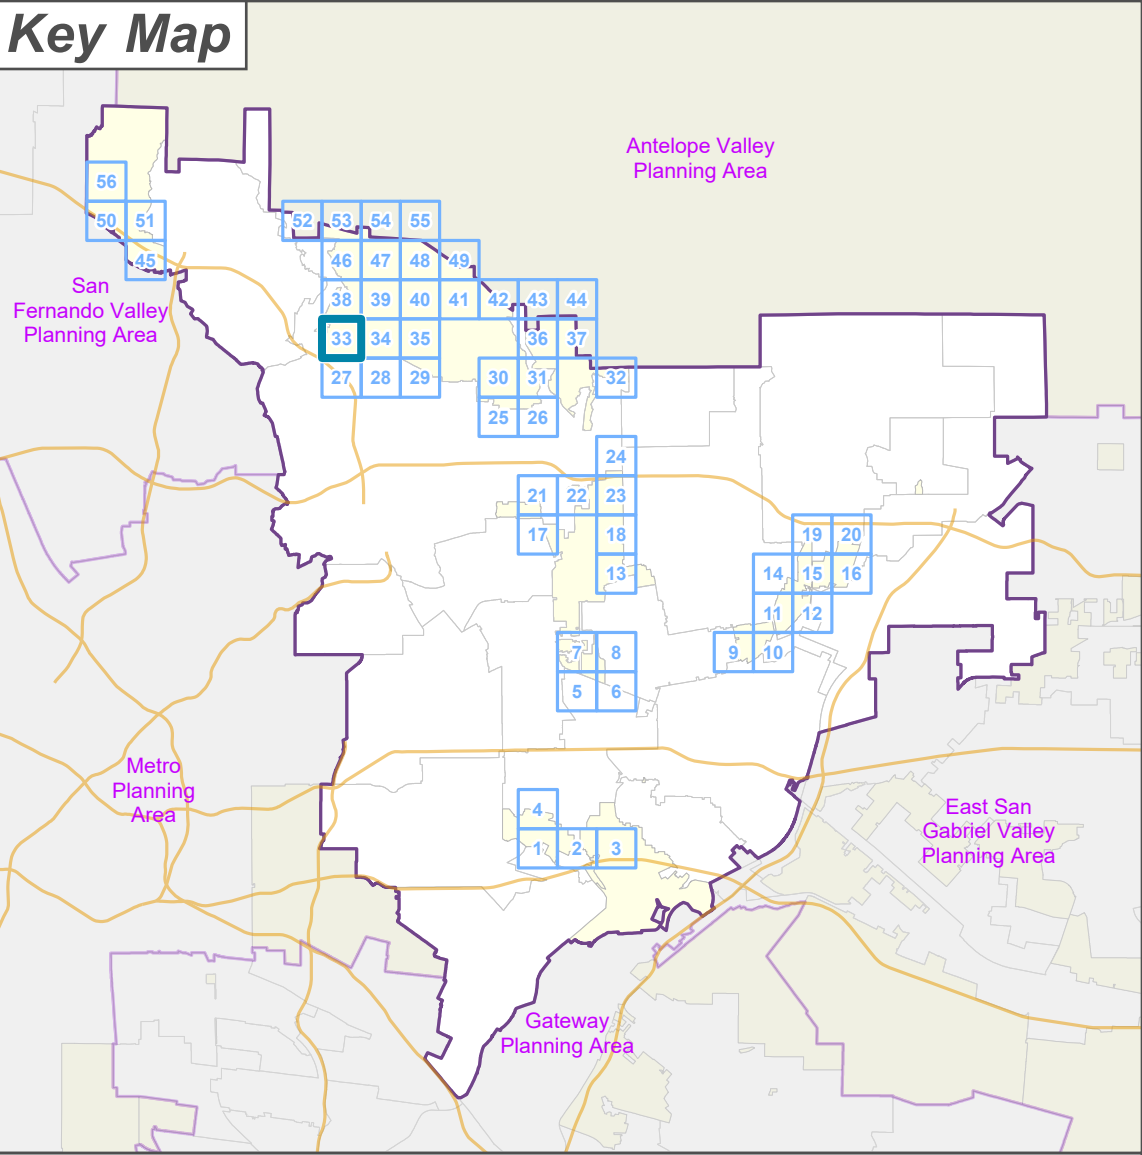 Key Map
Antelope Valley
Planning Area
56
50 51
52 53 54 55
45
46 47 48 49
San
Fernando Valley
Planning Area
38 39 40 41 42 43 44
33 34 35 36 37
27 28 29 30 31 32
25 26
24
21 22 23
17 18 19 20
13 14 15 16
11 12
7 8 9 10
5 6
Metro
Planning
Area
4
1 2 3
East San
Gabriel Valley
Planning Area
Gateway
Planning Area